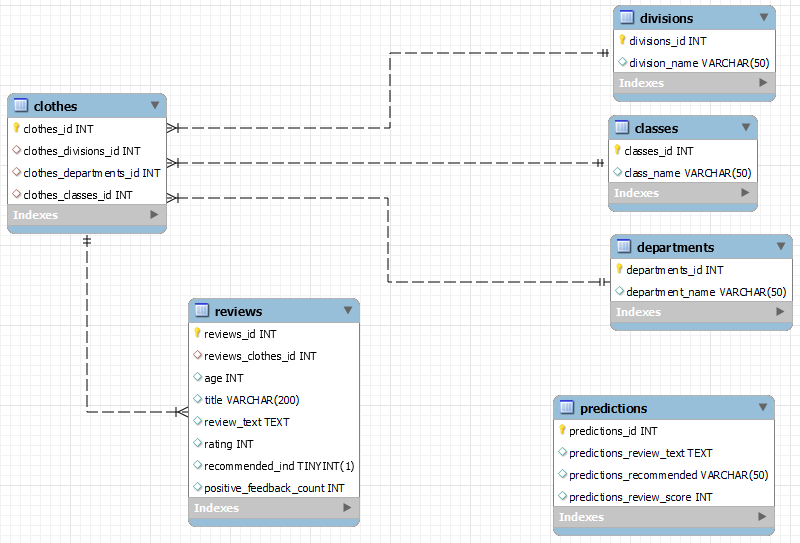 divisions
divisions_id INT
division_name VARCHAR(50)
Indexes
clothes
clothes_id INT
clothes_divisions_id INT
clothes_departments_id INT
clothes_classes_id INT
Indexes
classes
classes_id INT
class_name VARCHAR(50)
Indexes
departments
departments_id INT
department_name VARCHAR(50)
Indexes
reviews
reviews_id INT
reviews_clothes_id INT
age INT
title VARCHAR(200)
review_text TEXT
rating INT
recommended_ind TINYINT(1)
positive_feedback_count INT
Indexes
predictions
predictions_id INT
predictions_review_text TEXT
predictions_recommended VARCHAR(50)
predictions_review_score INT
Indexes